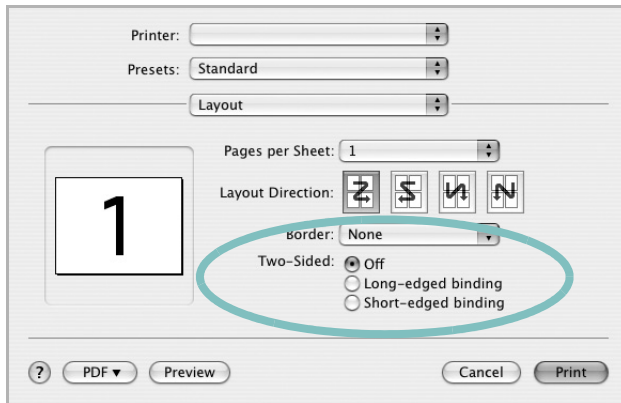 Printer:
Presets: Standard
Layout
Pages per Sheet: 1
Layout Direction:
1
Border: None
Two-Sided: Off
Long-edged binding
Short-edged binding
? PDF ▼ Preview Cancel Print